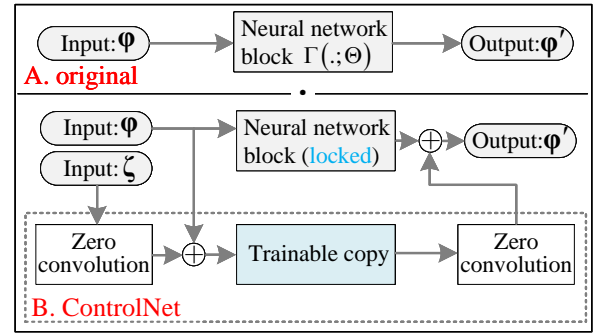 Input:φ
Neural network
block Γ(.;Θ)
Output:φ′
A. original
Input:φ
Input:ζ
Neural network
block (locked)
Output:φ′
Zero
convolution
Trainable copy
Zero
convolution
B. ControlNet